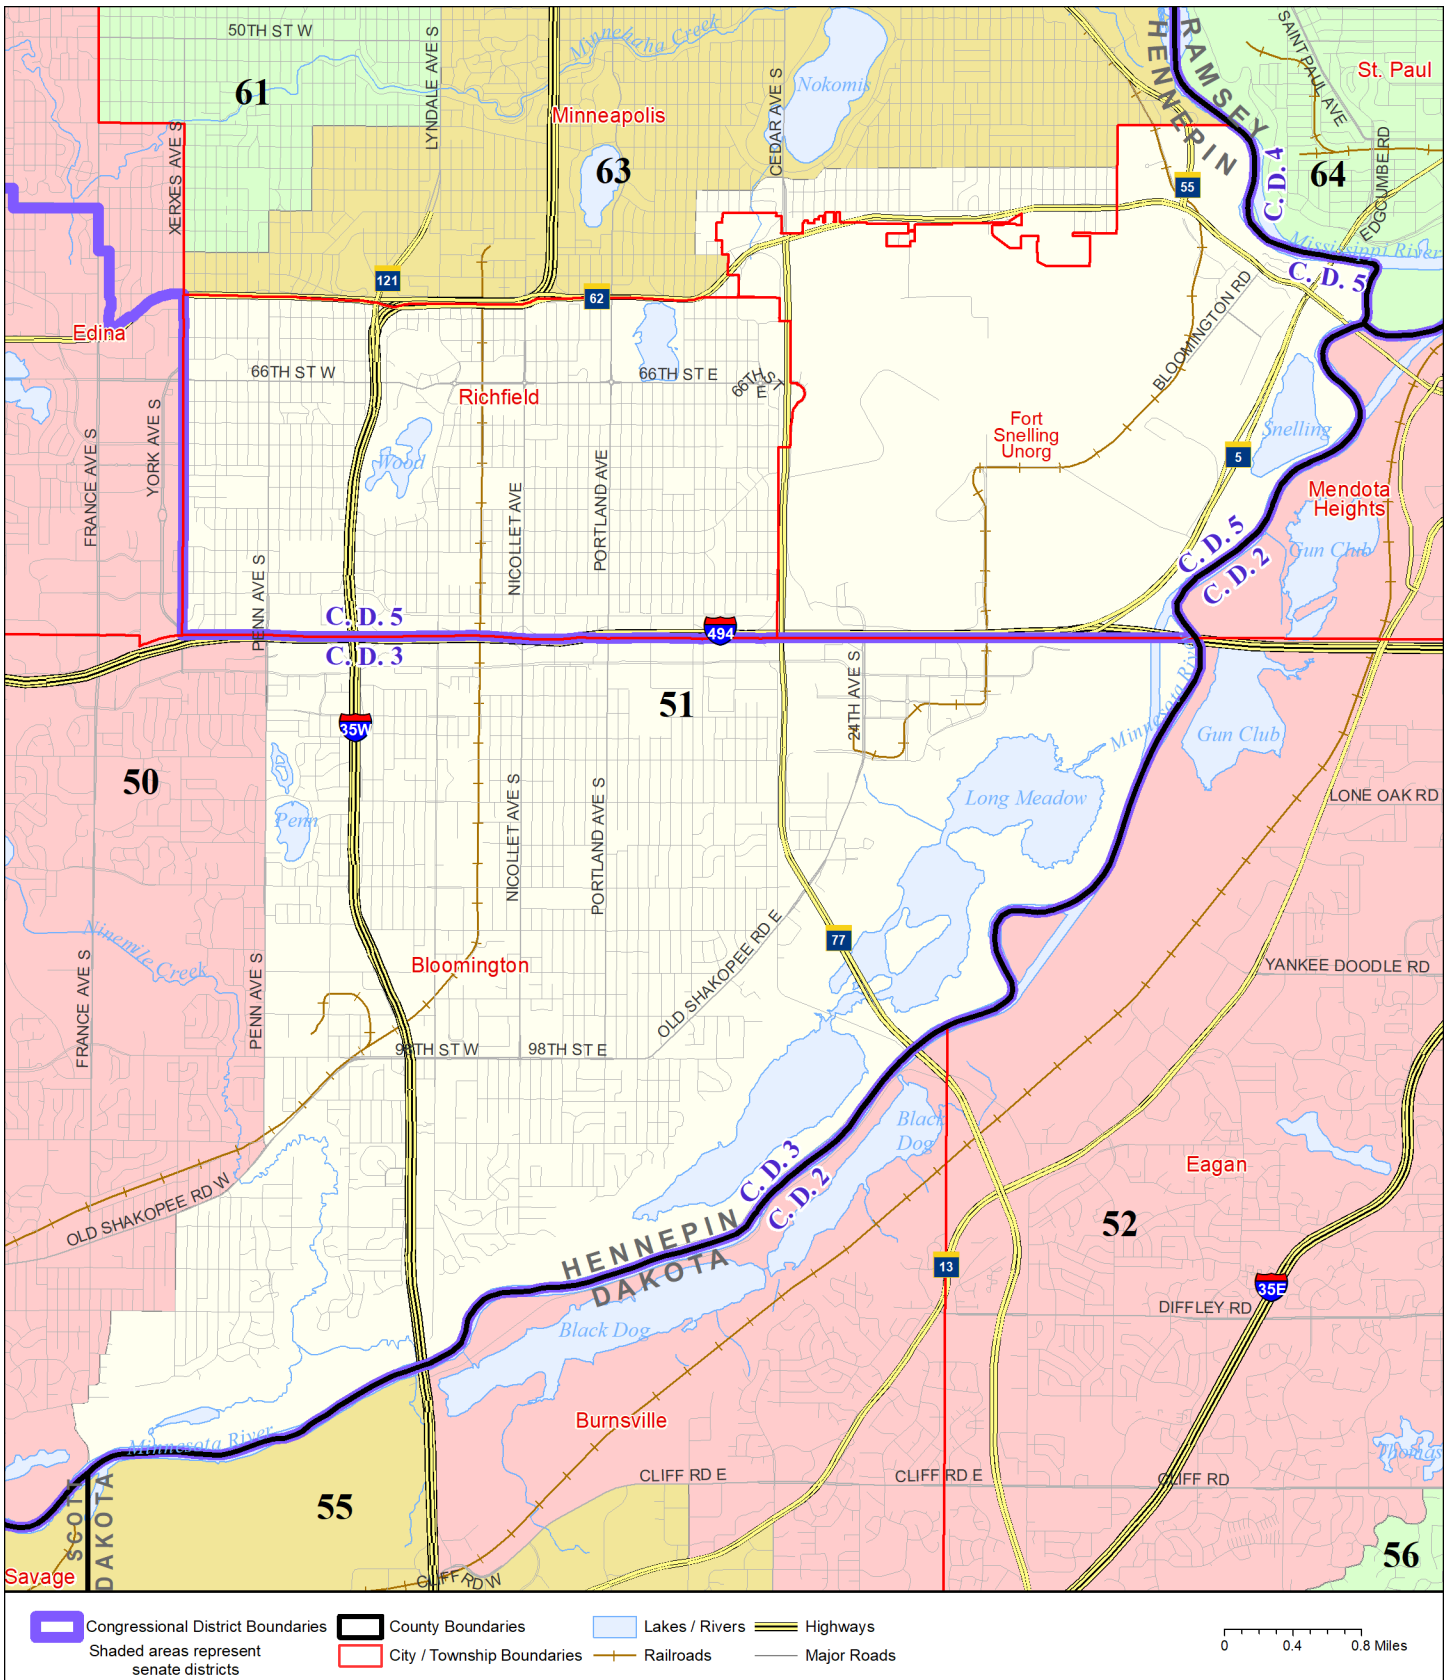 50TH ST W
61
LYNDALE AVE S
Minnehaha Creek
Minneapolis
63
CEDAR AVE S
Nokomis
HENNEPIN
RAMSEY
SAINT PAUL AVE
St. Paul
EDGCUMBE RD
64
C. D. 4
55
XERXES AVE S
Mississippi River
C. D. 5
121
62
Edina
66TH ST W
66TH ST E
66TH ST E
Richfield
BLOOMINGTON RD
Fort
Snelling
Unorg
Snelling
5
Wood
FRANCE AVE S
YORK AVE S
NICOLLET AVE
PORTLAND AVE
Mendota
Heights
Gun Club
C. D. 5
C. D. 2
PENN AVE S
C. D. 5
C. D. 3
494
35W
51
24TH AVE S
Minnesota River
Gun Club
50
Penn
Long Meadow
LONE OAK RD
NICOLLET AVE S
PORTLAND AVE S
Ninemile Creek
FRANCE AVE S
PENN AVE S
Bloomington
OLD SHAKOPEE RD E
77
YANKEE DOODLE RD
98TH ST W
98TH ST E
Black
Dog
OLD SHAKOPEE RD W
C. D. 3
C. D. 2
Eagan
52
HENNEPIN
DAKOTA
13
35E
DIFFLEY RD
Black Dog
Burnsville
Minnesota River
CLIFF RD E
CLIFF RD E
CLIFF RD
Thomas
SCOTT
DAKOTA
55
56
Savage
CLIFF RD W
Congressional District Boundaries
Shaded areas represent
senate districts
County Boundaries
City / Township Boundaries
Lakes / Rivers
Railroads
Highways
Major Roads
0 0.4 0.8 Miles